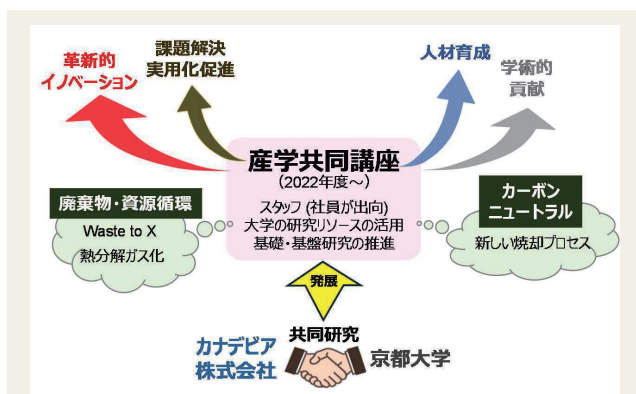 革新的
イノベーション
課題解決
実用化促進
人材育成
学術的
貢献
産学共同講座
(2022年度~)
スタッフ (社員が出向)
大学の研究リソースの活用
基礎・基盤研究の推進
廃棄物・資源循環
Waste to X
熱分解ガス化
カーボン
ニュートラル
新しい焼却プロセス
発展
共同研究
カナデビア
株式会社
京都大学